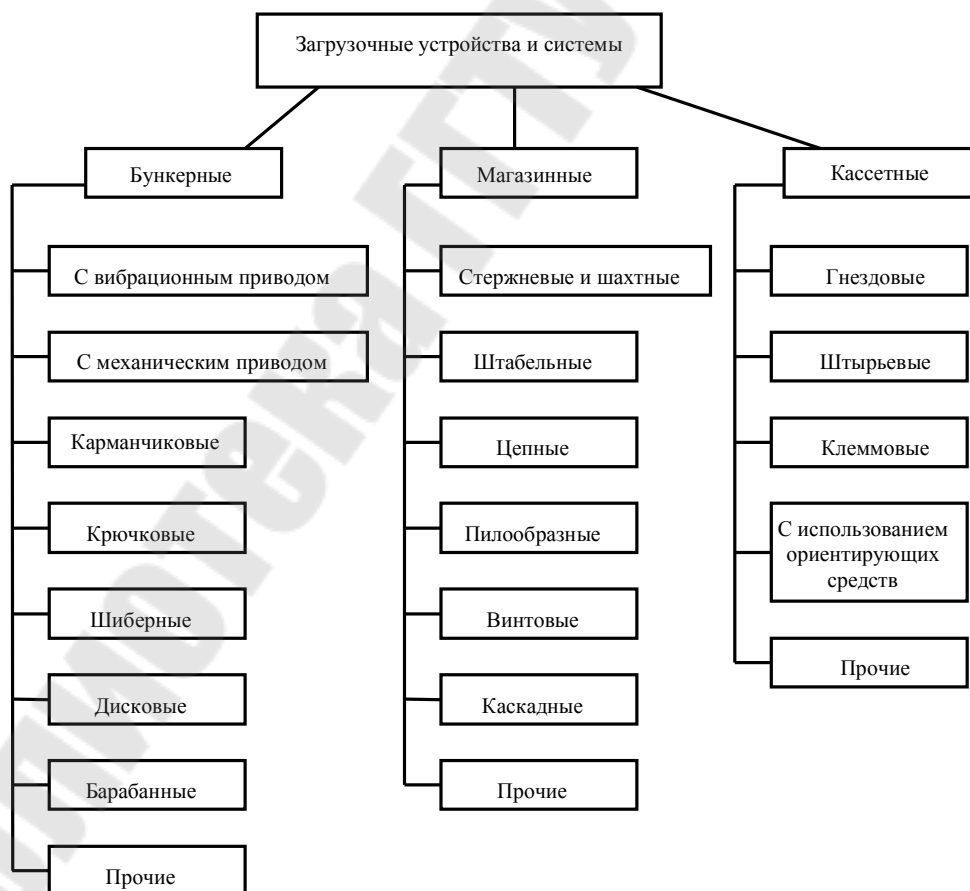 Загрузочные устройства и системы
Бункерные
С вибрационным приводом
С механическим приводом
Карманчиковые
Крючковые
Шиберные
Дисковые
Барабанные
Прочие
Магазинные
Стержневые и шахтные
Штабельные
Цепные
Пилообразные
Винтовые
Каскадные
Прочие
Кассетные
Гнездовые
Штырьевые
Клеммовые
С использованием
ориентирующих
средств
Прочие